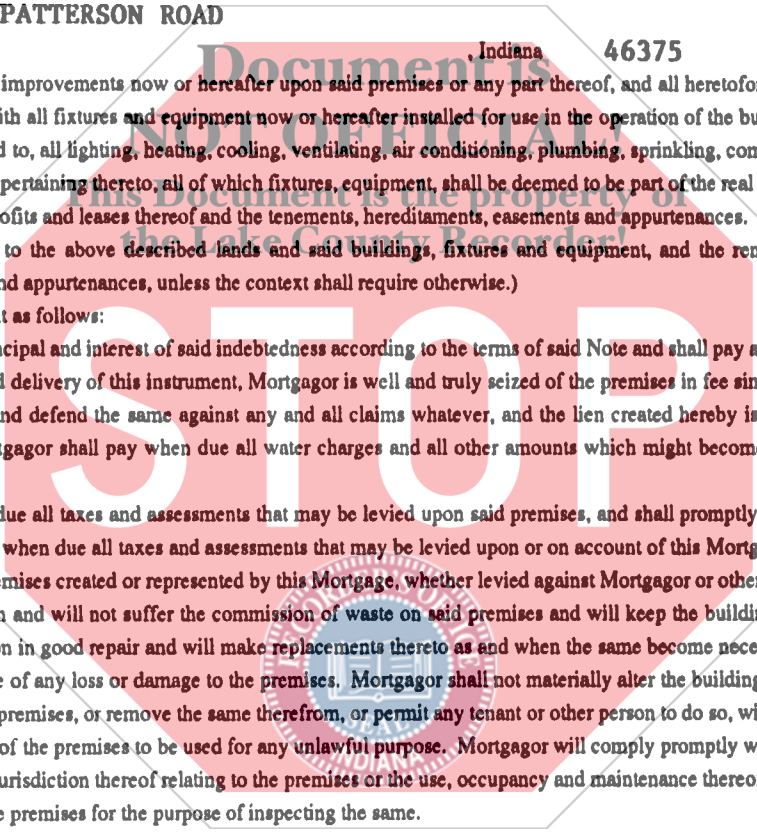 PATTERSON ROAD
, Indiana 46375
improvements now or hereafter upon said premises or any part thereof, and all heretofor
ith all fixtures and equipment now or hereafter installed for use in the operation of the bu
d to, all lighting, heating, cooling, ventilating, air conditioning, plumbing, sprinkling, com
pertaining thereto, all of which fixtures, equipment, shall be deemed to be part of the real
ofits and leases thereof and the tenements, hereditaments, easements and appurtenances.
to the above described lands and said buildings, fixtures and equipment, and the ren
nd appurtenances, unless the context shall require otherwise.)
t as follows:
ncipal and interest of said indebtedness according to the terms of said Note and shall pay a
d delivery of this instrument, Mortgagor is well and truly seized of the premises in fee sim
nd defend the same against any and all claims whatever, and the lien created hereby is
tgagor shall pay when due all water charges and all other amounts which might becom
due all taxes and assessments that may be levied upon said premises, and shall promptly
when due all taxes and assessments that may be levied upon or on account of this Mortg
emises created or represented by this Mortgage, whether levied against Mortgagor or other
n and will not suffer the commission of waste on said premises and will keep the buildi
on in good repair and will make replacements thereto as and when the same become nece
e of any loss or damage to the premises. Mortgagor shall not materially alter the building
premises, or remove the same therefrom, or permit any tenant or other person to do so, wi
of the premises to be used for any unlawful purpose. Mortgagor will comply promptly w
urisdiction thereof relating to the premises or the use, occupancy and maintenance thereo
e premises for the purpose of inspecting the same.
Document is
NOT OFFICIAL!
This Document is the property of
the Lake County Recorder!
STOP
RECORDER'S OFFICE
SEAL
INDIANA